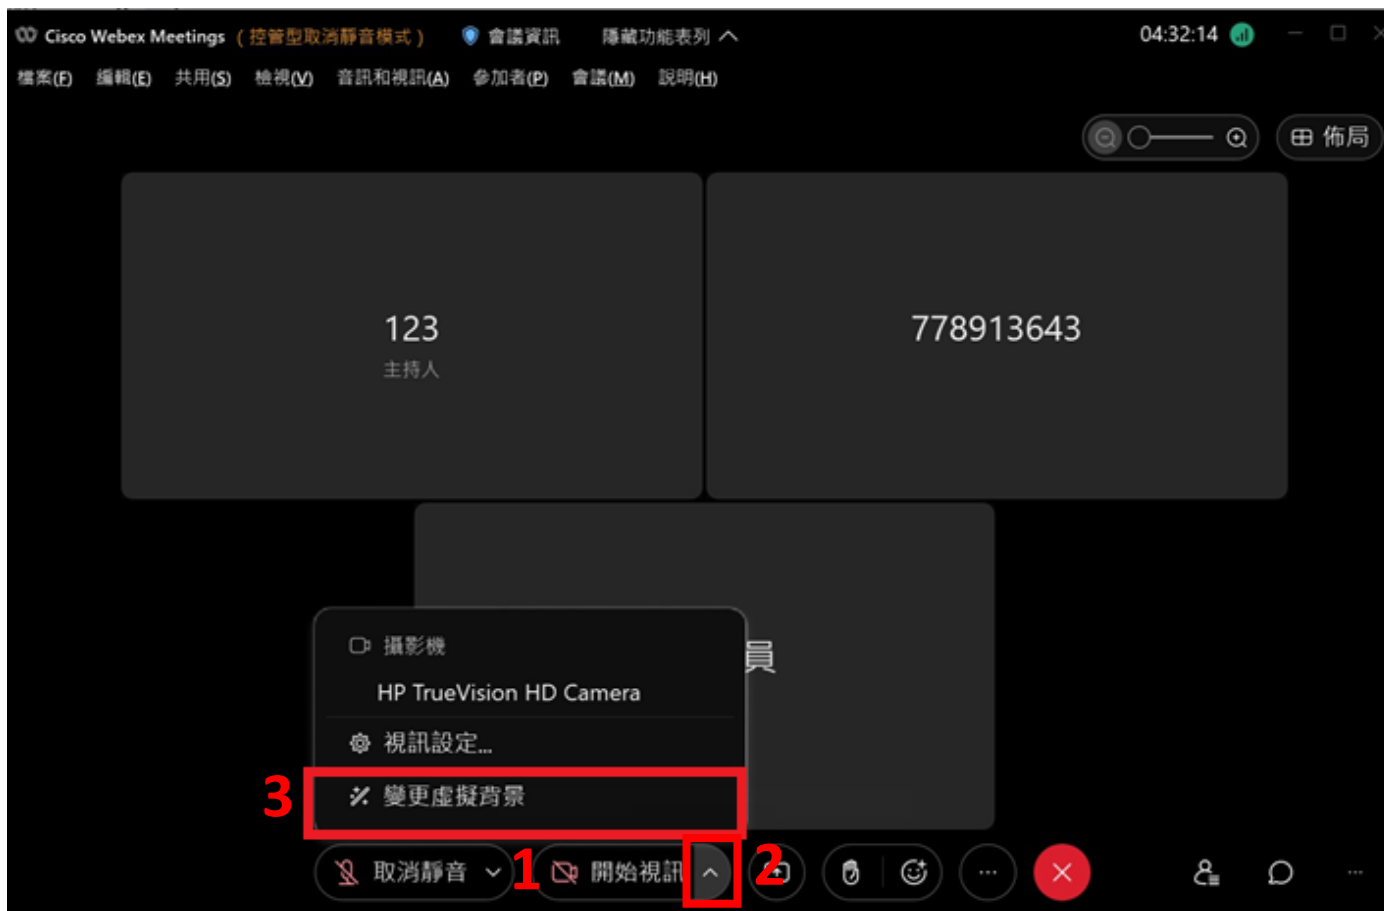 Cisco Webex Meetings (控管型取消靜音模式) 會議資訊 隱藏功能表列 04:32:14
檔案(F) 編輯(E) 共用(S) 檢視(V) 音訊和視訊(A) 參加者(P) 會議(M) 說明(H)
佈局
123
主持人
778913643
員
攝影機
HP TrueVision HD Camera
視訊設定...
3 變更虛擬背景
取消靜音 1 開始視訊 2